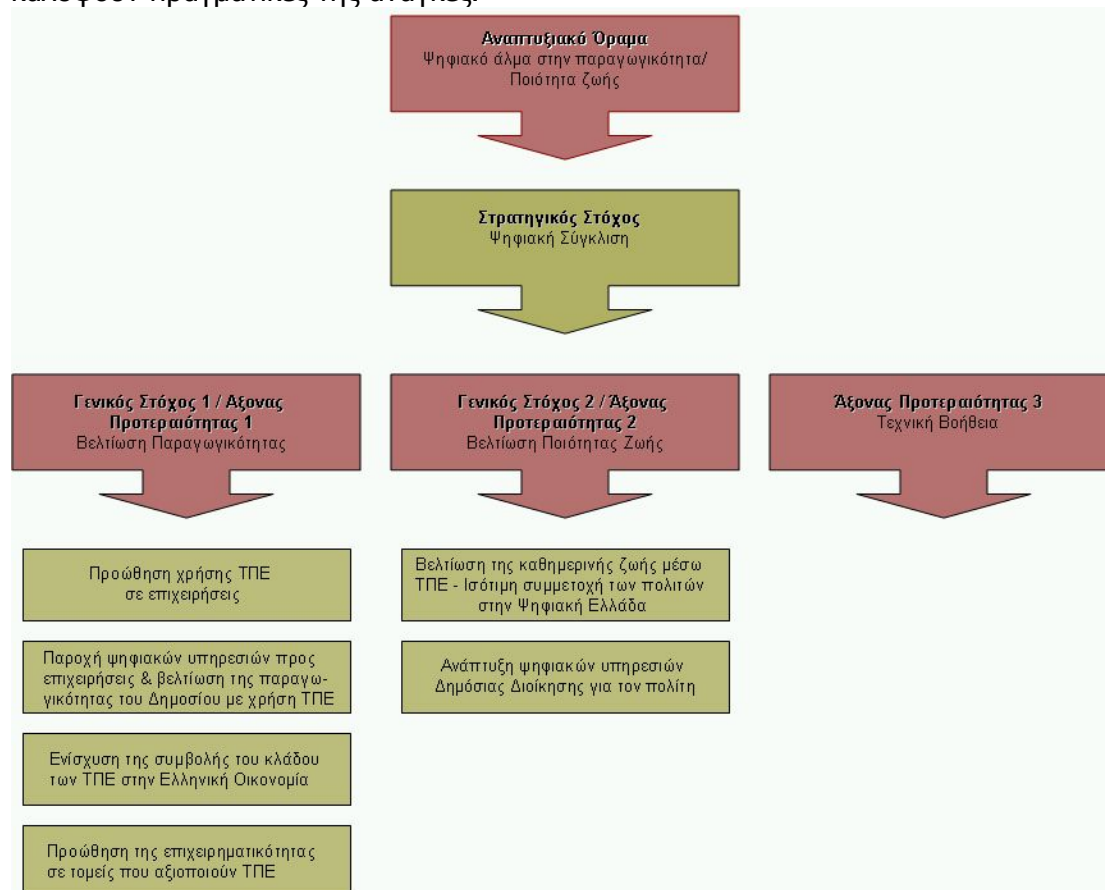 καλύψουν πραγματικές της ανάγκες.
Αναπτυξιακό Όραμα
Ψηφιακό άλμα στην παραγωγικότητα/
Ποιότητα ζωής
Στρατηγικός Στόχος
Ψηφιακή Σύγκλιση
Γενικός Στόχος 1 / Αξονας
Προτεραιότητας 1
Βελτίωση Παραγωγικότητας
Γενικός Στόχος 2 / Άξονας
Προτεραιότητας 2
Βελτίωση Ποιότητας Ζωής
Άξονας Προτεραιότητας 3
Τεχνική Βοήθεια
Προώθηση χρήσης ΤΠΕ
σε επιχειρήσεις
Παροχή ψηφιακών υπηρεσιών προς
επιχειρήσεις & βελτίωση της παραγω-
γικότητας του Δημοσίου με χρήση ΤΠΕ
Ενίσχυση της συμβολής του κλάδου
των ΤΠΕ στην Ελληνική Οικονομία
Προώθηση της επιχειρηματικότητας
σε τομείς που αξιοποιούν ΤΠΕ
Βελτίωση της καθημερινής ζωής μέσω
ΤΠΕ - Ισότιμη συμμετοχή των πολιτών
στην Ψηφιακή Ελλάδα
Ανάπτυξη ψηφιακών υπηρεσιών
Δημόσιας Διοίκησης για τον πολίτη